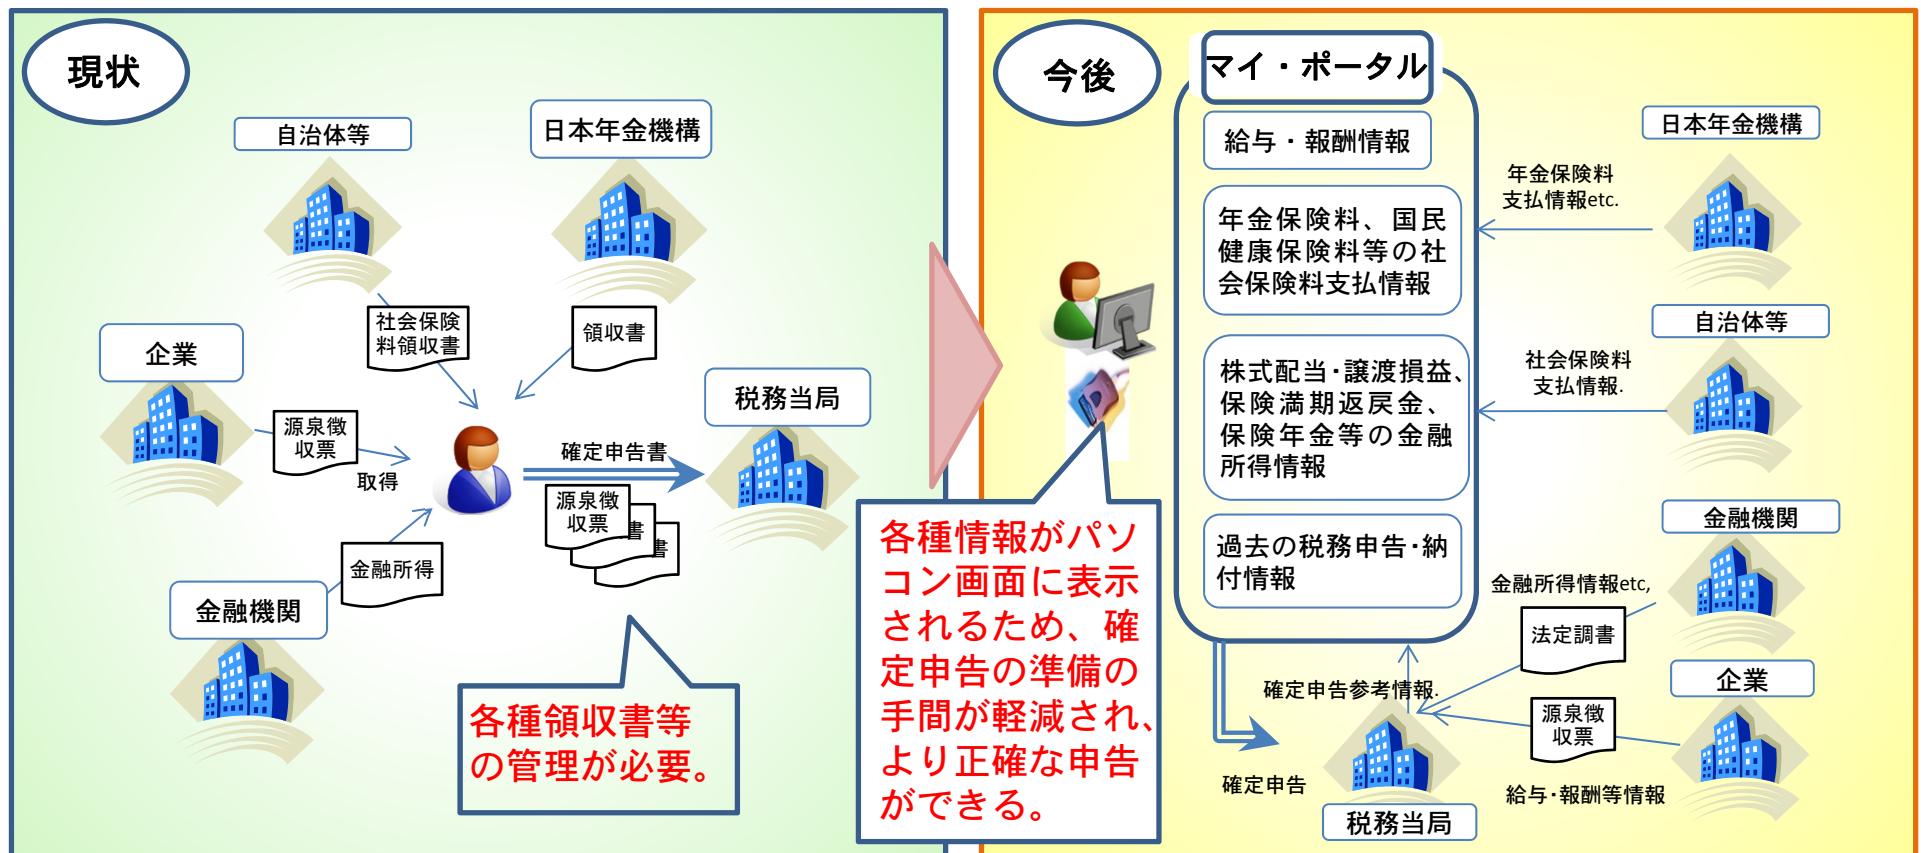 現状
自治体等
日本年金機構
社会保険
料領収書
領収書
企業
源泉徴
収票
取得
税務当局
確定申告書
源泉徴
収票
書
書
金融所得
金融機関
各種領収書等
の管理が必要。
今後
マイ・ポータル
給与・報酬情報
年金保険料、国民
健康保険料等の社
会保険料支払情報
株式配当・譲渡損益、
保険満期返戻金、
保険年金等の金融
所得情報
過去の税務申告・納
付情報
各種情報がパソ
コン画面に表示
されるため、確
定申告の準備の
手間が軽減され、
より正確な申告
ができる。
日本年金機構
年金保険料
支払情報etc.
自治体等
社会保険料
支払情報.
金融機関
金融所得情報etc,
法定調書
企業
確定申告参考情報.
源泉徴
収票
確定申告
給与・報酬等情報
税務当局